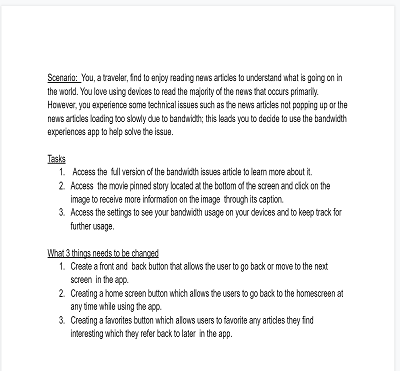 Scenario: You, a traveler, find to enjoy reading news articles to understand what is going on in
the world. You love using devices to read the majority of the news that occurs primarily.
However, you experience some technical issues such as the news articles not popping up or the
news articles loading too slowly due to bandwidth; this leads you to decide to use the bandwidth
experiences app to help solve the issue.
Tasks
1. Access the full version of the bandwidth issues article to learn more about it.
2. Access the movie pinned story located at the bottom of the screen and click on the
image to receive more information on the image through its caption.
3. Access the settings to see your bandwidth usage on your devices and to keep track for
further usage.
What 3 things needs to be changed
1. Create a front and back button that allows the user to go back or move to the next
screen in the app.
2. Creating a home screen button which allows the users to go back to the homescreen at
any time while using the app.
3. Creating a favorites button which allows users to favorite any articles they find
interesting which they refer back to later in the app.